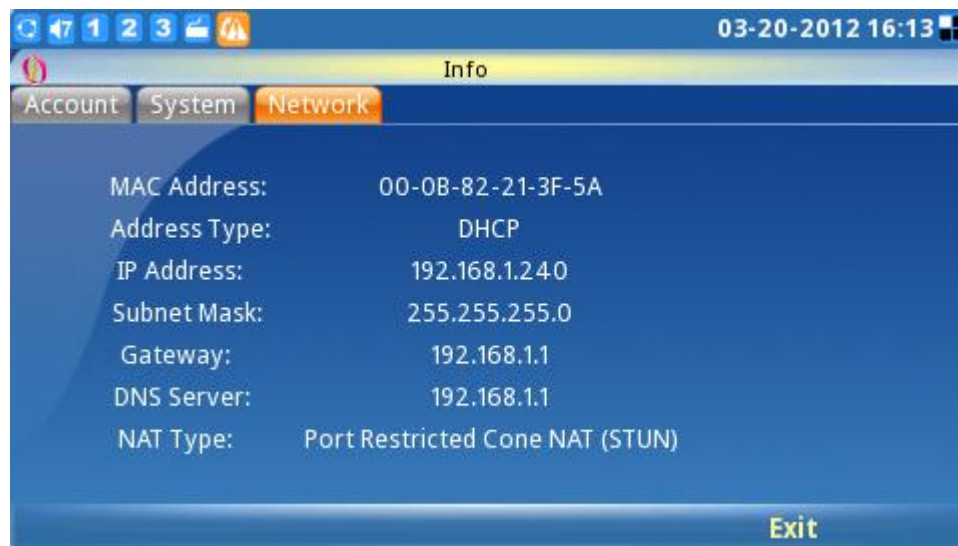 7 1 2 3 03-20-2012 16:13
Info
Account System Network
MAC Address: 00-0B-82-21-3F-5A
Address Type: DHCP
IP Address: 192.168.1.240
Subnet Mask: 255.255.255.0
Gateway: 192.168.1.1
DNS Server: 192.168.1.1
NAT Type: Port Restricted Cone NAT (STUN)
Exit